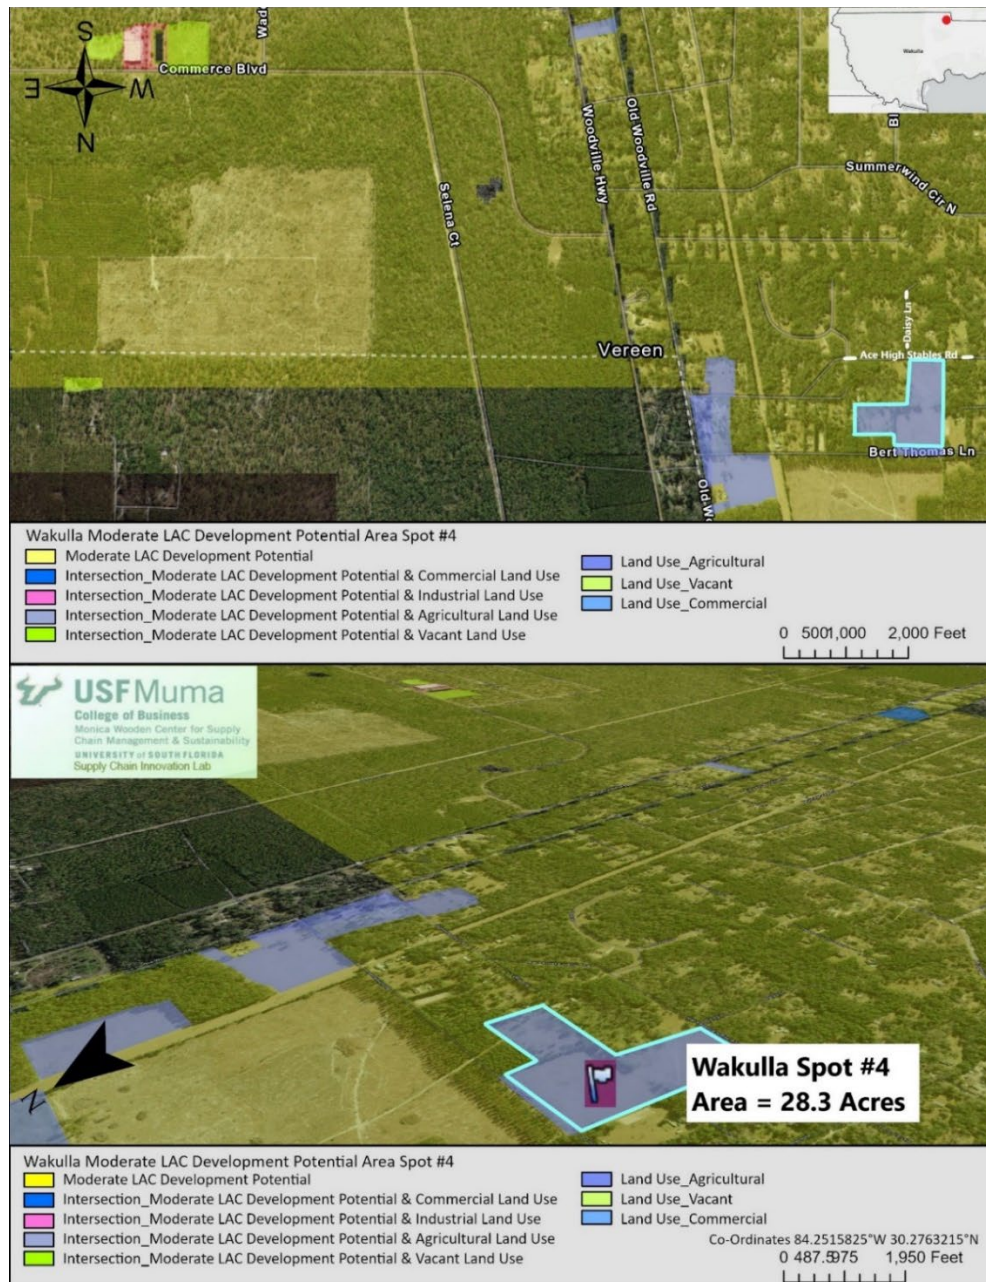 S
E
W
N
Commerce Blvd
Wad
Selena Ct
Woodville Hwy
Old Woodville Rd
Wakulla
Bl
Summerwind Cir N
Vereen
Daisy Ln
Ace High Stables Rd
Bert Thomas Ln
Old Wo
Wakulla Moderate LAC Development Potential Area Spot #4
Moderate LAC Development Potential
Intersection_Moderate LAC Development Potential & Commercial Land Use
Intersection_Moderate LAC Development Potential & Industrial Land Use
Intersection_Moderate LAC Development Potential & Agricultural Land Use
Intersection_Moderate LAC Development Potential & Vacant Land Use
Land Use_Agricultural
Land Use_Vacant
Land Use_Commercial
0 5001,000 2,000 Feet
USF Muma
College of Business
Monica Wooden Center for Supply
Chain Management & Sustainability
UNIVERSITY of SOUTH FLORIDA
Supply Chain Innovation Lab
N
Wakulla Spot #4
Area = 28.3 Acres
Wakulla Moderate LAC Development Potential Area Spot #4
Moderate LAC Development Potential
Intersection_Moderate LAC Development Potential & Commercial Land Use
Intersection_Moderate LAC Development Potential & Industrial Land Use
Intersection_Moderate LAC Development Potential & Agricultural Land Use
Intersection_Moderate LAC Development Potential & Vacant Land Use
Land Use_Agricultural
Land Use_Vacant
Land Use_Commercial
Co-Ordinates 84.2515825°W 30.2763215°N
0 487.5975 1,950 Feet